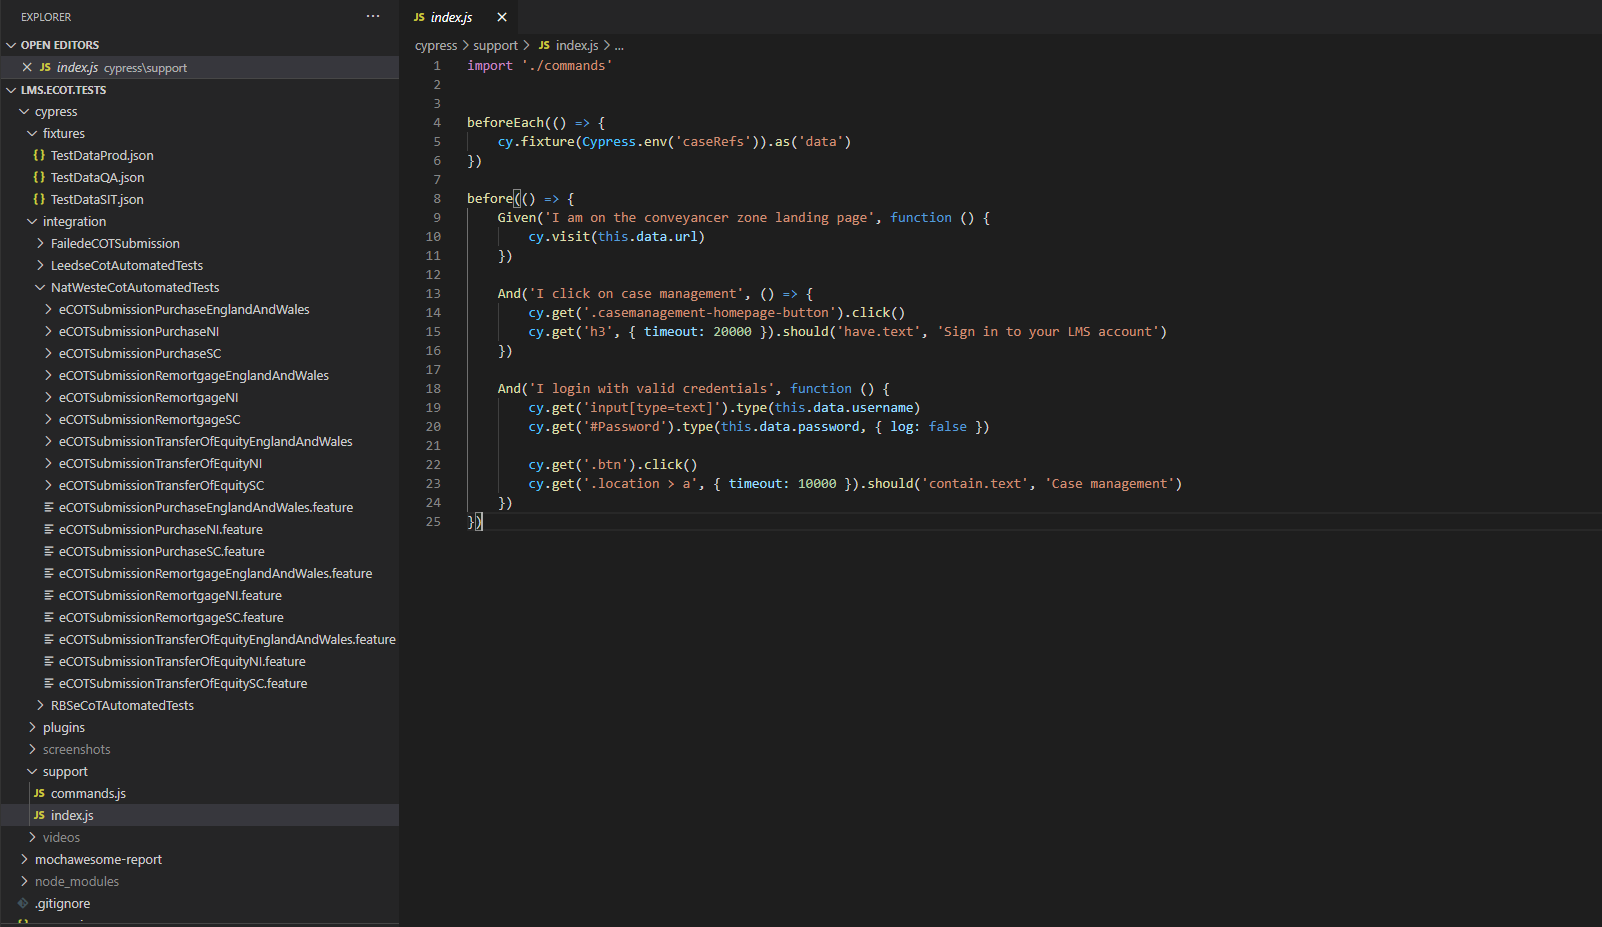 EXPLORER
···
OPEN EDITORS
JS index.js cypress\support
LMS.ECOT.TESTS
cypress
fixtures
{} TestDataProd.json
{} TestDataQA.json
{} TestDataSIT.json
integration
FailedeCOTSubmission
LeedseCotAutomatedTests
NatWesteCotAutomatedTests
eCOTSubmissionPurchaseEnglandAndWales
eCOTSubmissionPurchaseNI
eCOTSubmissionPurchaseSC
eCOTSubmissionRemortgageEnglandAndWales
eCOTSubmissionRemortgageNI
eCOTSubmissionRemortgageSC
eCOTSubmissionTransferOfEquityEnglandAndWales
eCOTSubmissionTransferOfEquityNI
eCOTSubmissionTransferOfEquitySC
eCOTSubmissionPurchaseEnglandAndWales.feature
eCOTSubmissionPurchaseNI.feature
eCOTSubmissionPurchaseSC.feature
eCOTSubmissionRemortgageEnglandAndWales.feature
eCOTSubmissionRemortgageNI.feature
eCOTSubmissionRemortgageSC.feature
eCOTSubmissionTransferOfEquityEnglandAndWales.feature
eCOTSubmissionTransferOfEquityNI.feature
eCOTSubmissionTransferOfEquitySC.feature
RBSeCoTAutomatedTests
plugins
screenshots
support
JS commands.js
JS index.js
videos
mochawesome-report
node_modules
.gitignore
JS index.js
cypress > support > JS index.js > ...
1 import './commands'
2
3
4 beforeEach(() => {
5     cy.fixture(Cypress.env('caseRefs')).as('data')
6 })
7
8 before(() => {
9     Given('I am on the conveyancer zone landing page', function () {
10         cy.visit(this.data.url)
11     })
12
13     And('I click on case management', () => {
14         cy.get('.casemanagement-homepage-button').click()
15         cy.get('h3', { timeout: 20000 }).should('have.text', 'Sign in to your LMS account')
16     })
17
18     And('I login with valid credentials', function () {
19         cy.get('input[type=text]').type(this.data.username)
20         cy.get('#Password').type(this.data.password, { log: false })
21
22         cy.get('.btn').click()
23         cy.get('.location > a', { timeout: 10000 }).should('contain.text', 'Case management')
24     })
25 })